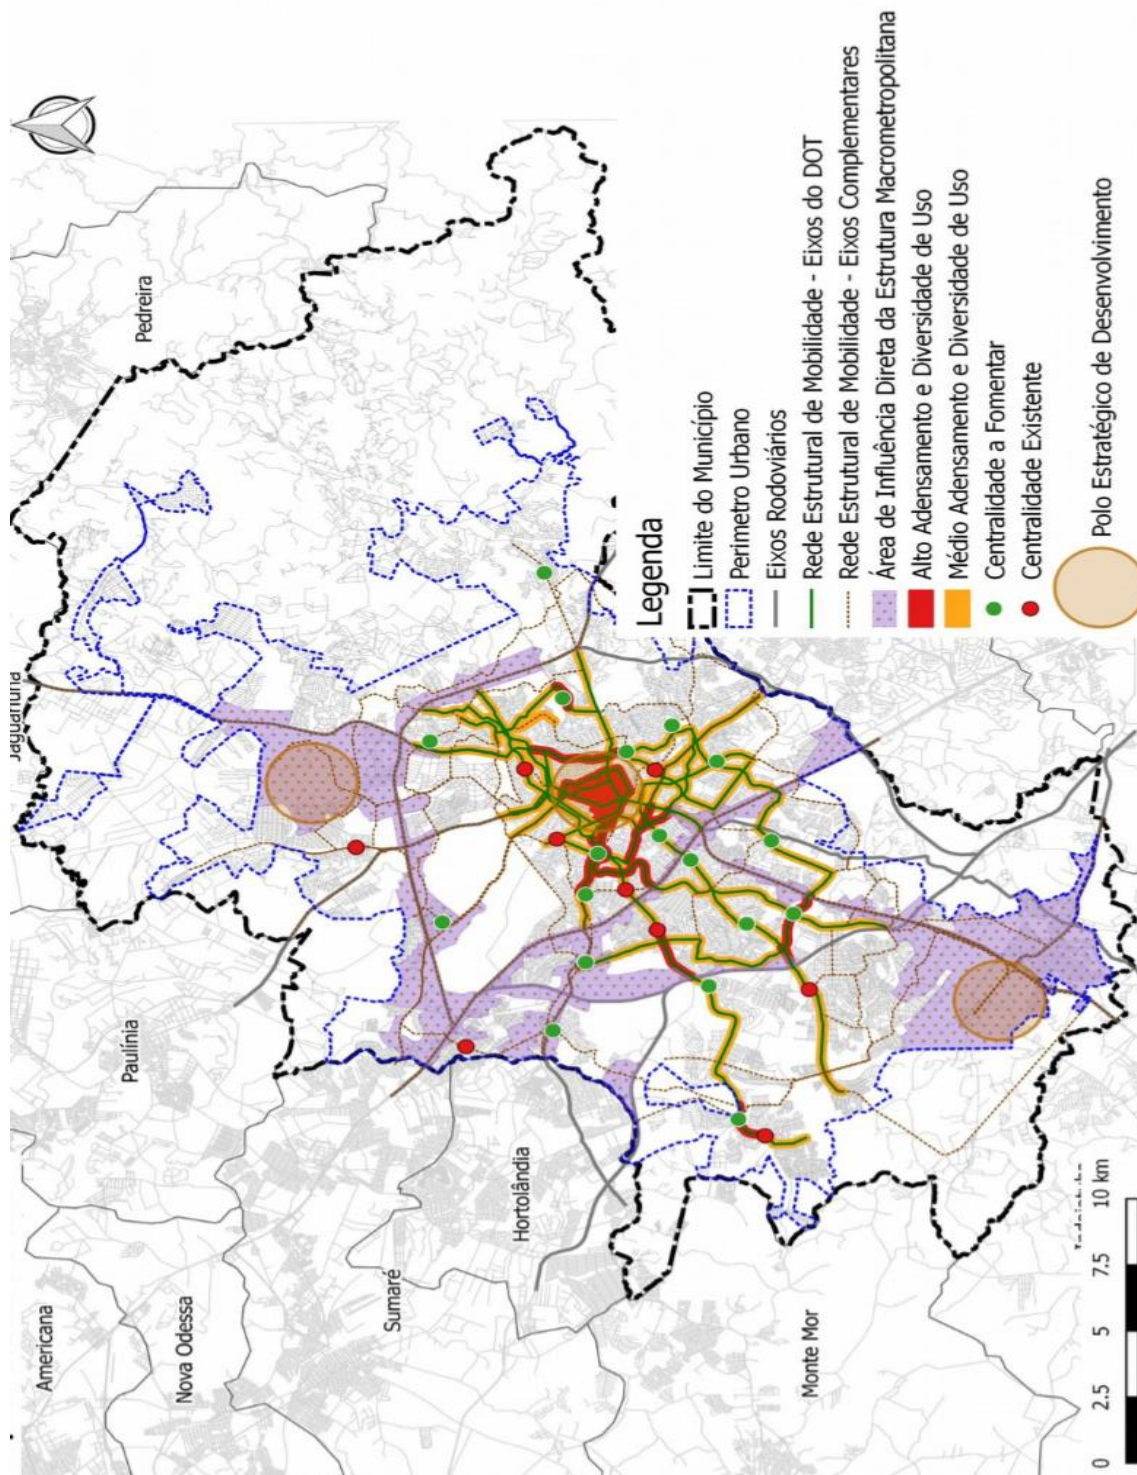 Pedreira
Paulínia
Americana
Nova Odessa
Sumaré
Hortolândia
Monte Mor
Legenda
Limite do Município
Perimetro Urbano
Eixos Rodoviários
Rede Estrutural de Mobilidade - Eixos do DOT
Rede Estrutural de Mobilidade - Eixos Complementares
Área de Influência Direta da Estrutura Macrometropolitana
Alto Adensamento e Diversidade de Uso
Médio Adensamento e Diversidade de Uso
Centralidade a Fomentar
Centralidade Existente
Polo Estratégico de Desenvolvimento
0 2.5 5 7.5 10 km